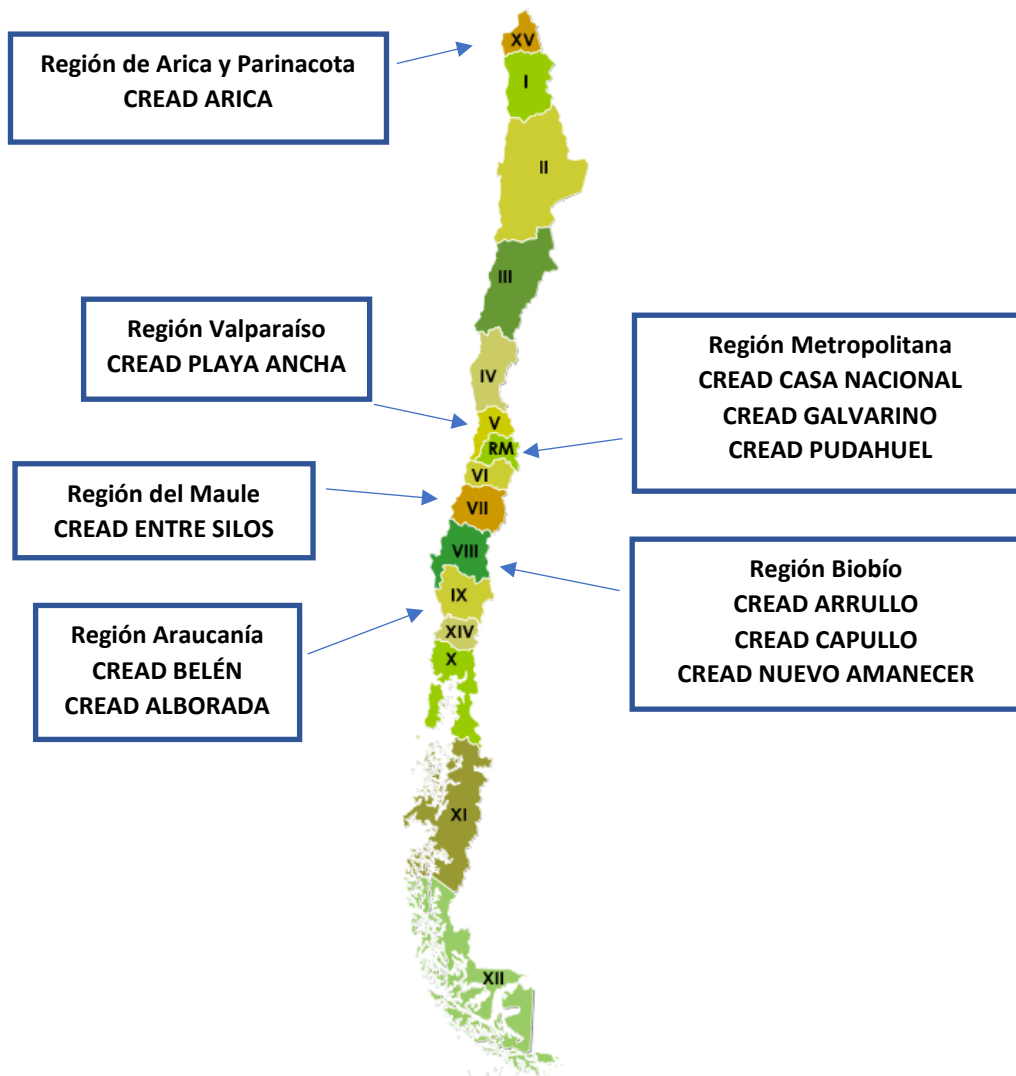 Región de Arica y Parinacota
CREAD ARICA
Región Valparaíso
CREAD PLAYA ANCHA
Región del Maule
CREAD ENTRE SILOS
Región Araucanía
CREAD BELÉN
CREAD ALBORADA
XV
I
II
III
IV
V
RM
VI
VII
VIII
IX
XIV
X
XI
XII
Región Metropolitana
CREAD CASA NACIONAL
CREAD GALVARINO
CREAD PUDAHUEL
Región Biobío
CREAD ARRULLO
CREAD CAPULLO
CREAD NUEVO AMANECER